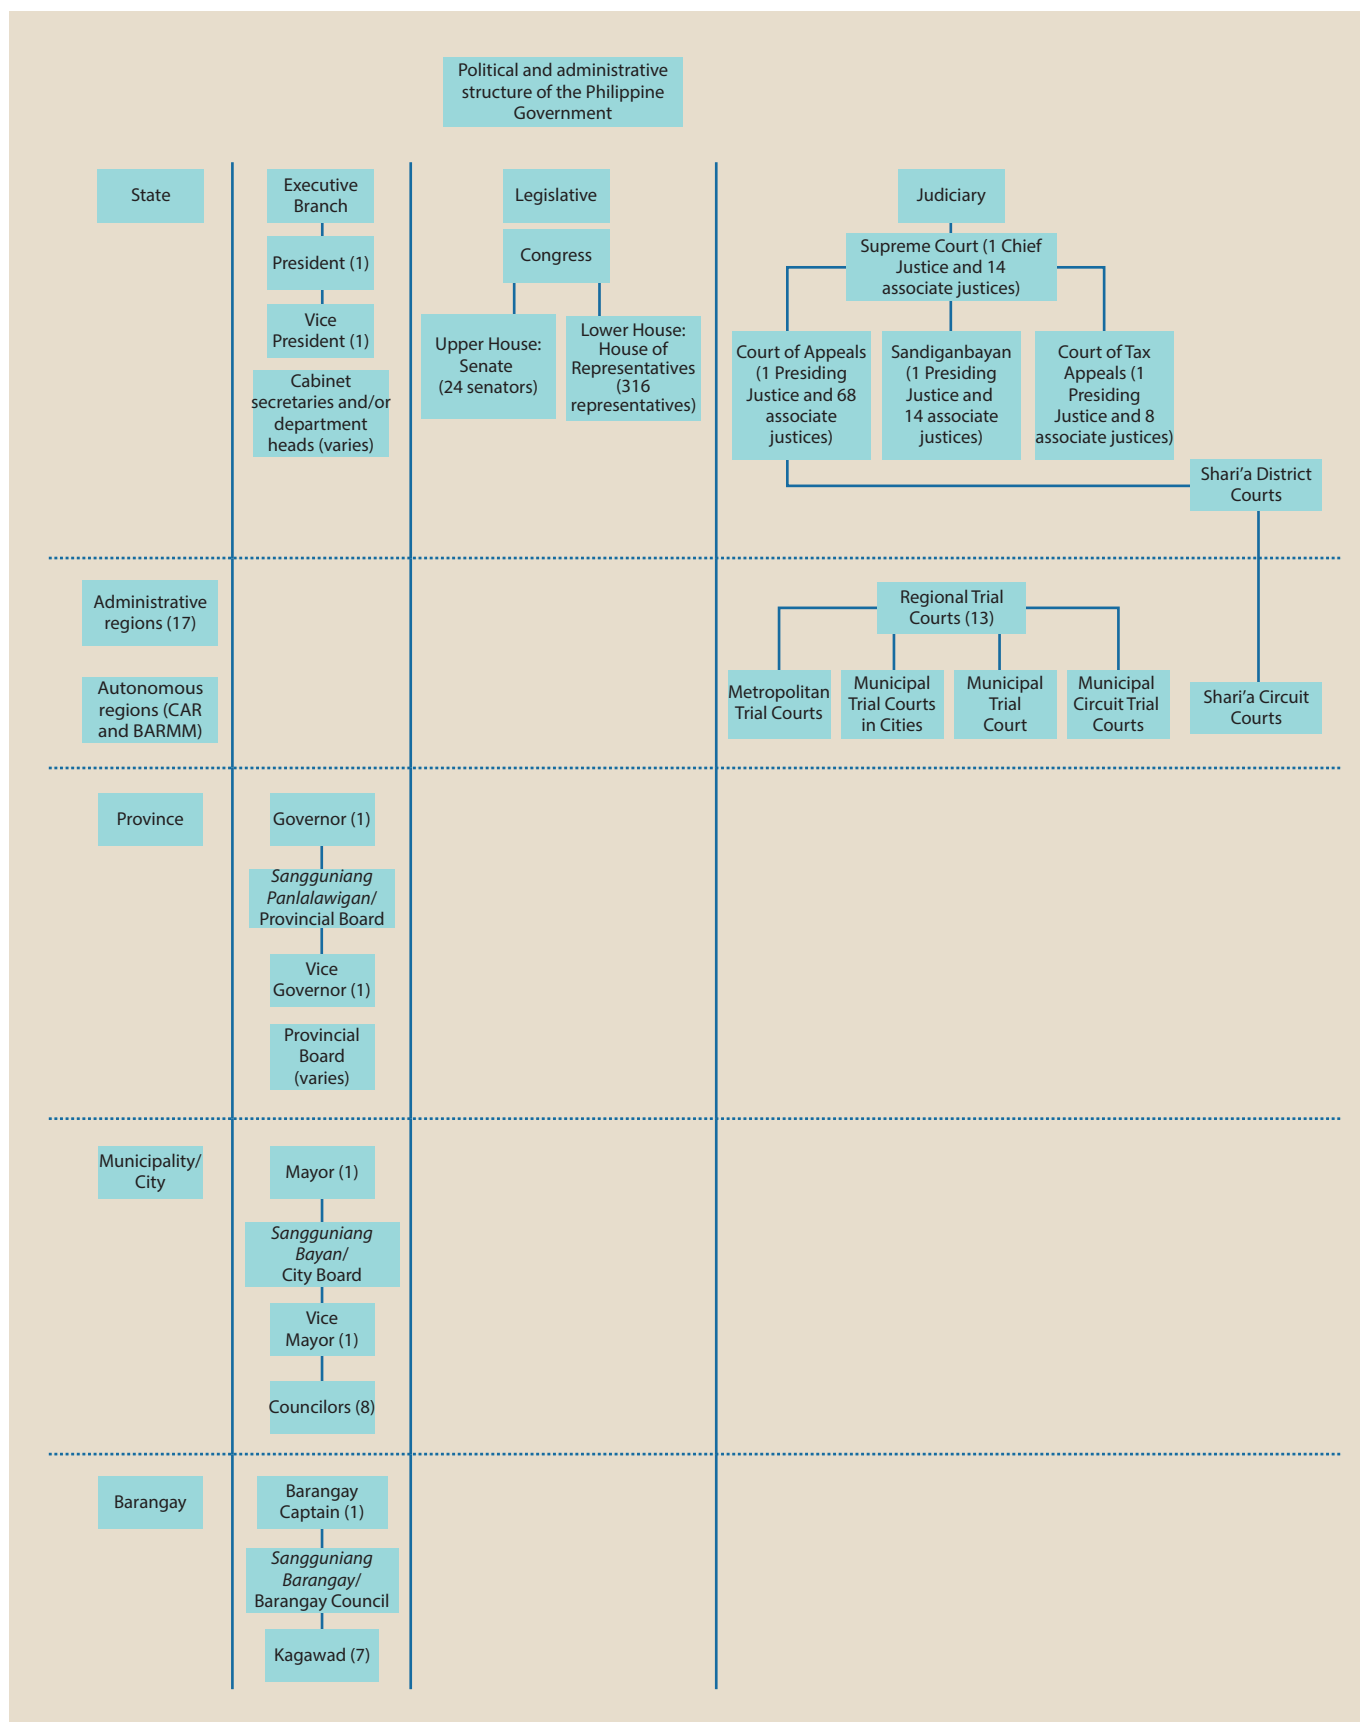 Political and administrative
structure of the Philippine
Government
State
Executive
Branch
President (1)
Vice
President (1)
Cabinet
secretaries and/or
department
heads (varies)
Legislative
Congress
Upper House:
Senate
(24 senators)
Lower House:
House of
Representatives
(316
representatives)
Judiciary
Supreme Court (1 Chief
Justice and 14
associate justices)
Court of Appeals
(1 Presiding
Justice and 68
associate
justices)
Sandiganbayan
(1 Presiding
Justice and
14 associate
justices)
Court of Tax
Appeals (1
Presiding
Justice and 8
associate justices)
Shari’a District
Courts
Administrative
regions (17)
Autonomous
regions (CAR
and BARMM)
Regional Trial
Courts (13)
Metropolitan
Trial Courts
Municipal
Trial Courts
in Cities
Municipal
Trial
Court
Municipal
Circuit Trial
Courts
Shari’a Circuit
Courts
Province
Governor (1)
Sangguniang
Panlalawigan/
Provincial Board
Vice
Governor (1)
Provincial
Board
(varies)
Municipality/
City
Mayor (1)
Sangguniang
Bayan/
City Board
Vice
Mayor (1)
Councilors (8)
Barangay
Barangay
Captain (1)
Sangguniang
Barangay/
Barangay Council
Kagawad (7)